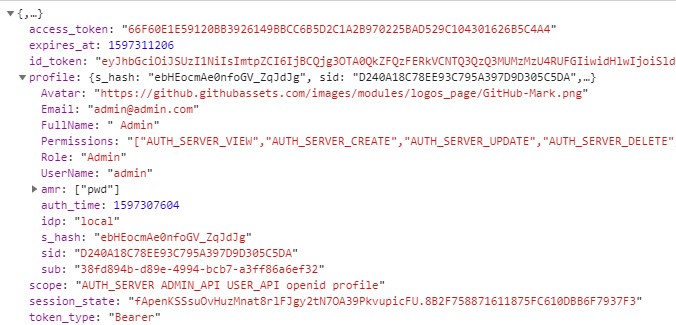 {,…}
access_token: "66F60E1E59120BB3926149BBCC6B5D2C1A2B970225BAD529C104301626B5C4A4"
expires_at: 1597311206
id_token: "eyJhbGciOiJSUzI1NiIsImtpZCI6IjBCQjg3OTA0QkZFQzFERkVCNTQ3QzQ3MUMzMzU4RUFGIiwidHlwIjoiSld
profile: {s_hash: "ebHEocmAe0nfoGV_ZqJdJg", sid: "D240A18C78EE93C795A397D9D305C5DA",…}
Avatar: "https://github.githubassets.com/images/modules/logos_page/GitHub-Mark.png"
Email: "admin@admin.com"
FullName: " Admin"
Permissions: "["AUTH_SERVER_VIEW","AUTH_SERVER_CREATE","AUTH_SERVER_UPDATE","AUTH_SERVER_DELETE"
Role: "Admin"
UserName: "admin"
amr: ["pwd"]
auth_time: 1597307604
idp: "local"
s_hash: "ebHEocmAe0nfoGV_ZqJdJg"
sid: "D240A18C78EE93C795A397D9D305C5DA"
sub: "38fd894b-d89e-4994-bcb7-a3ff86a6ef32"
scope: "AUTH_SERVER ADMIN_API USER_API openid profile"
session_state: "fApenKSSsuOvHuzMnat8rlFJgy2tN7OA39PkvupicFU.8B2F758871611875FC610DBB6F7937F3"
token_type: "Bearer"